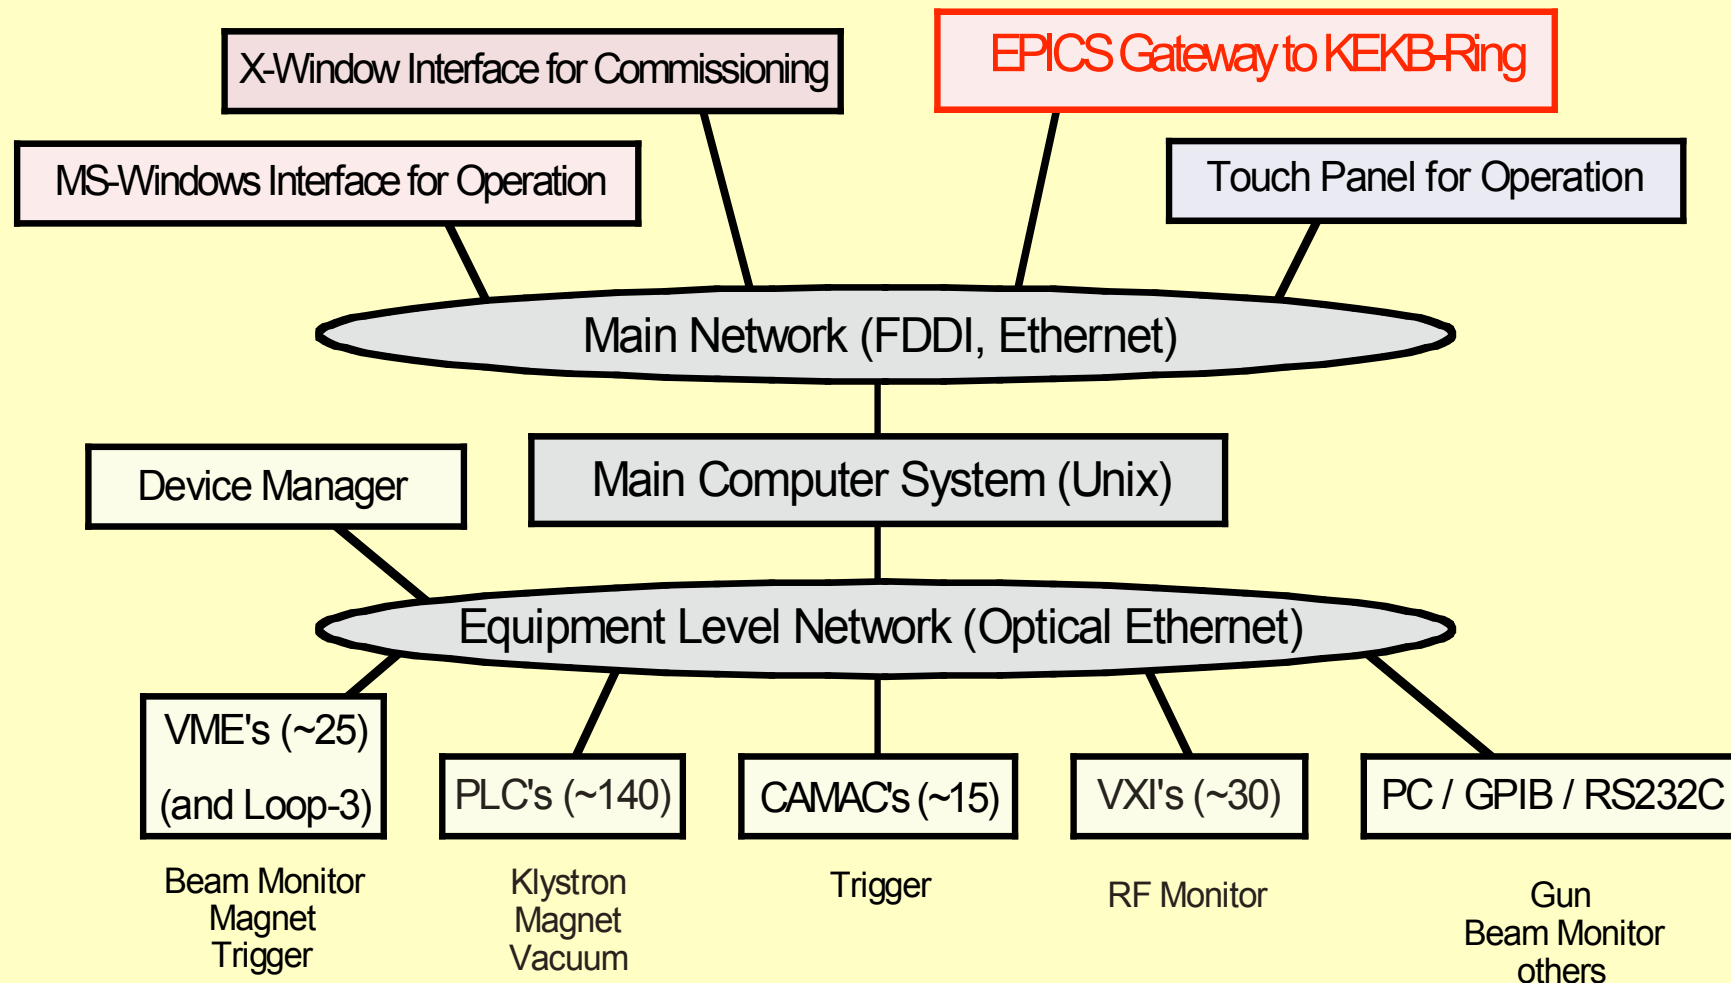 X-Window Interface for Commissioning
EPICS Gateway to KEKB-Ring
MS-Windows Interface for Operation
Touch Panel for Operation
Main Network (FDDI, Ethernet)
Device Manager
Main Computer System (Unix)
Equipment Level Network (Optical Ethernet)
VME's (~25)
(and Loop-3)
PLC's (~140)
CAMAC's (~15)
VXI's (~30)
PC / GPIB / RS232C
Beam Monitor
Magnet
Trigger
Klystron
Magnet
Vacuum
Trigger
RF Monitor
Gun
Beam Monitor
others